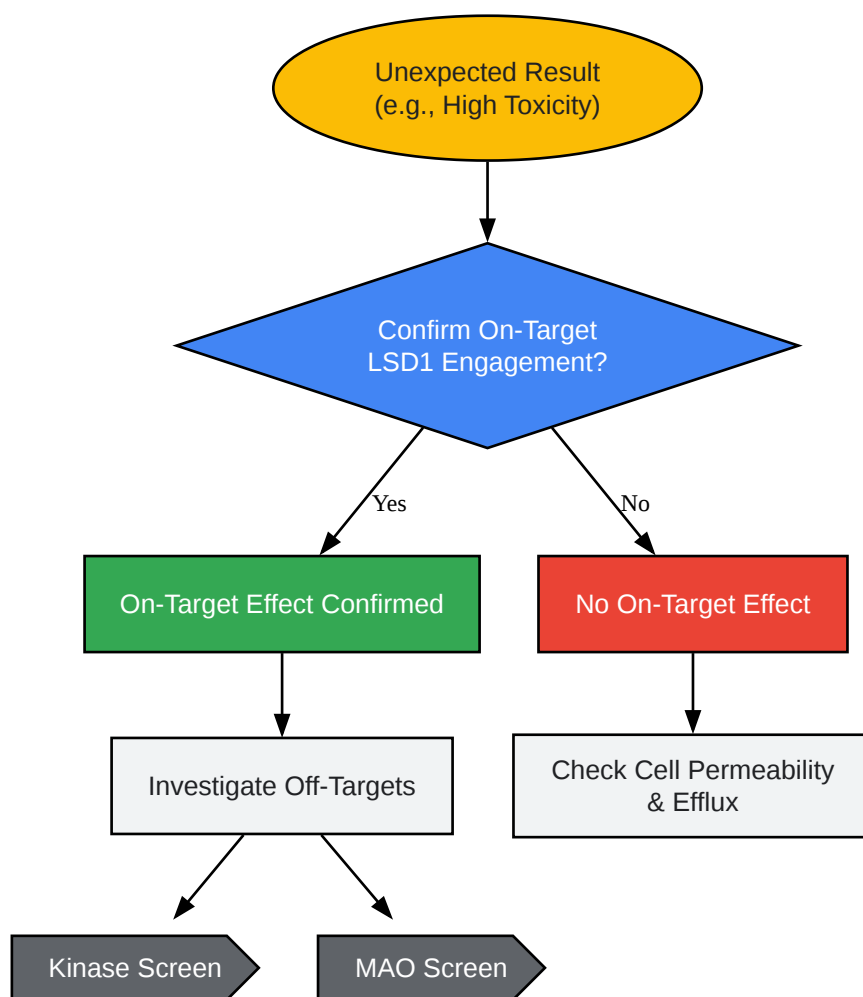 Unexpected Result
(e.g., High Toxicity)
Confirm On-Target
LSD1 Engagement?
Yes
No
On-Target Effect Confirmed
No On-Target Effect
Investigate Off-Targets
Check Cell Permeability
& Efflux
Kinase Screen
MAO Screen